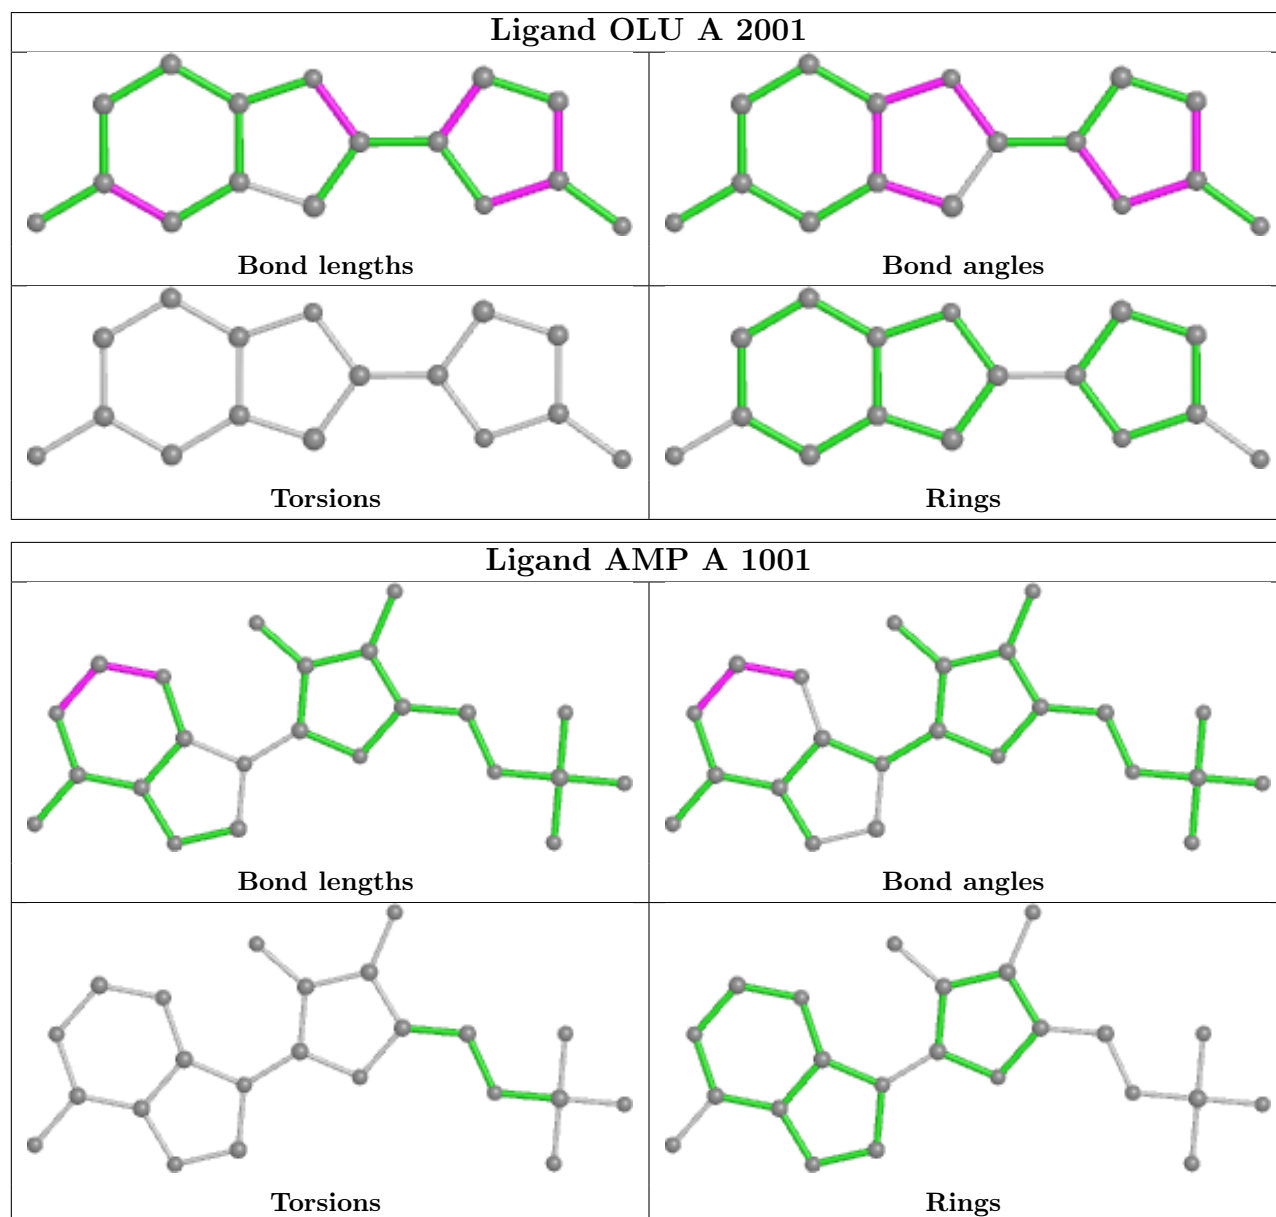 Ligand OLU A 2001
Bond lengths
Bond angles
Torsions
Rings
Ligand AMP A 1001
Bond lengths
Bond angles
Torsions
Rings